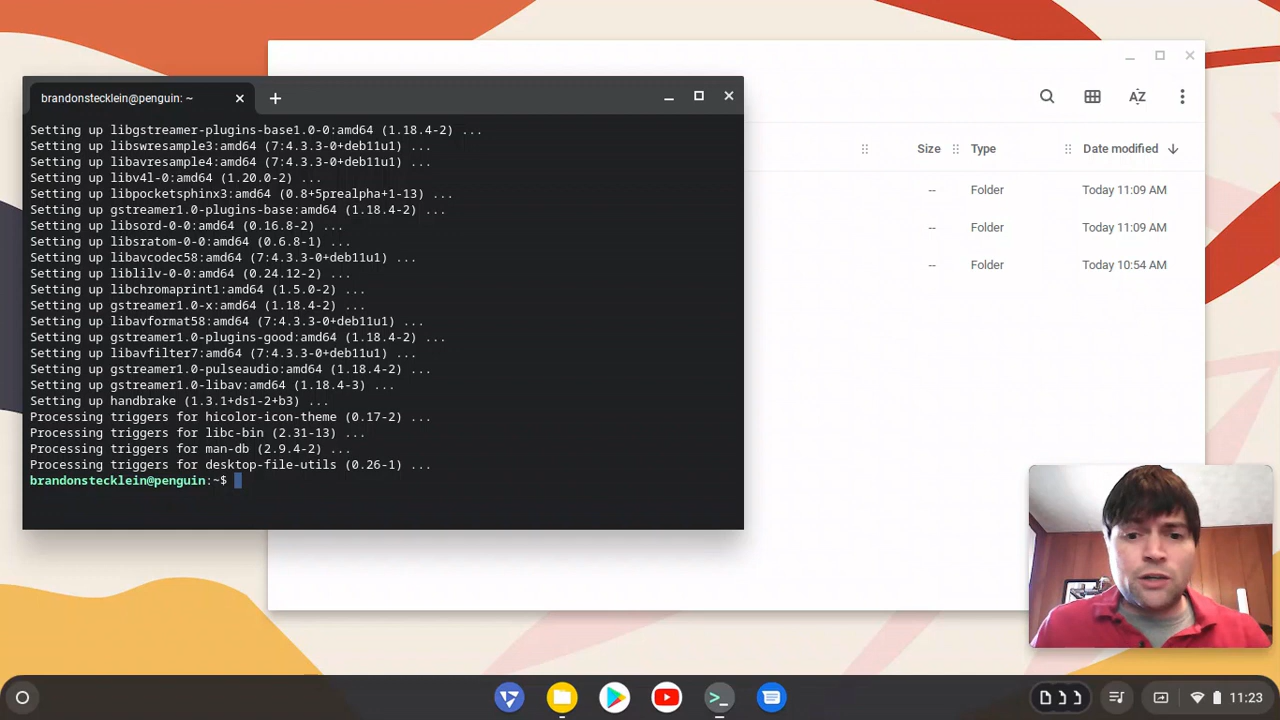 brandonstecklein@penguin: ~
Setting up libgstreamer-plugins-base1.0-0:amd64 (1.18.4-2) ...
Setting up libswresample3:amd64 (7:4.3.3-0+deb11u1) ...
Setting up libavresample4:amd64 (7:4.3.3-0+deb11u1) ...
Setting up libv4l-0:amd64 (1.20.0-2) ...
Setting up libpocketsphinx3:amd64 (0.8+5prealpha+1-13) ...
Setting up gstreamer1.0-plugins-base:amd64 (1.18.4-2) ...
Setting up libsord-0-0:amd64 (0.16.8-2) ...
Setting up libsratom-0-0:amd64 (0.6.8-1) ...
Setting up libavcodec58:amd64 (7:4.3.3-0+deb11u1) ...
Setting up liblilv-0-0:amd64 (0.24.12-2) ...
Setting up libchromaprint1:amd64 (1.5.0-2) ...
Setting up gstreamer1.0-x:amd64 (1.18.4-2) ...
Setting up libavformat58:amd64 (7:4.3.3-0+deb11u1) ...
Setting up gstreamer1.0-plugins-good:amd64 (1.18.4-2) ...
Setting up libavfilter7:amd64 (7:4.3.3-0+deb11u1) ...
Setting up gstreamer1.0-pulseaudio:amd64 (1.18.4-2) ...
Setting up gstreamer1.0-libav:amd64 (1.18.4-3) ...
Setting up handbrake (1.3.1+ds1-2+b3) ...
Processing triggers for hicolor-icon-theme (0.17-2) ...
Processing triggers for libc-bin (2.31-13) ...
Processing triggers for man-db (2.9.4-2) ...
Processing triggers for desktop-file-utils (0.26-1) ...
brandonstecklein@penguin:~$
AZ
Size Type Date modified
-- Folder Today 11:09 AM
-- Folder Today 11:09 AM
-- Folder Today 10:54 AM
11:23